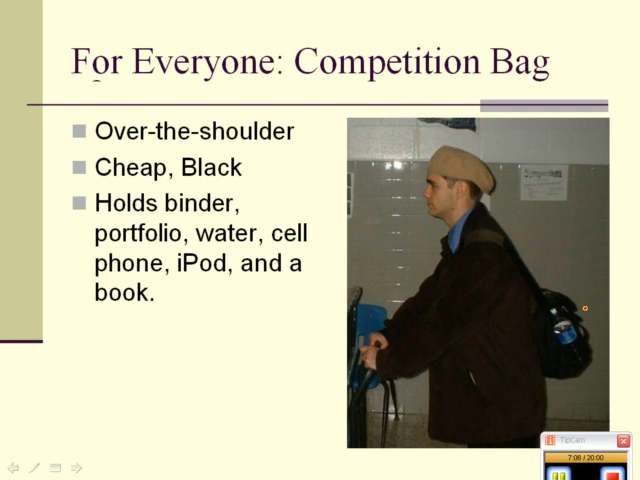 For Everyone: Competition Bag
Over-the-shoulder
Cheap, Black
Holds binder,
portfolio, water, cell
phone, iPod, and a
book.
TipCam
7:08 / 20:00